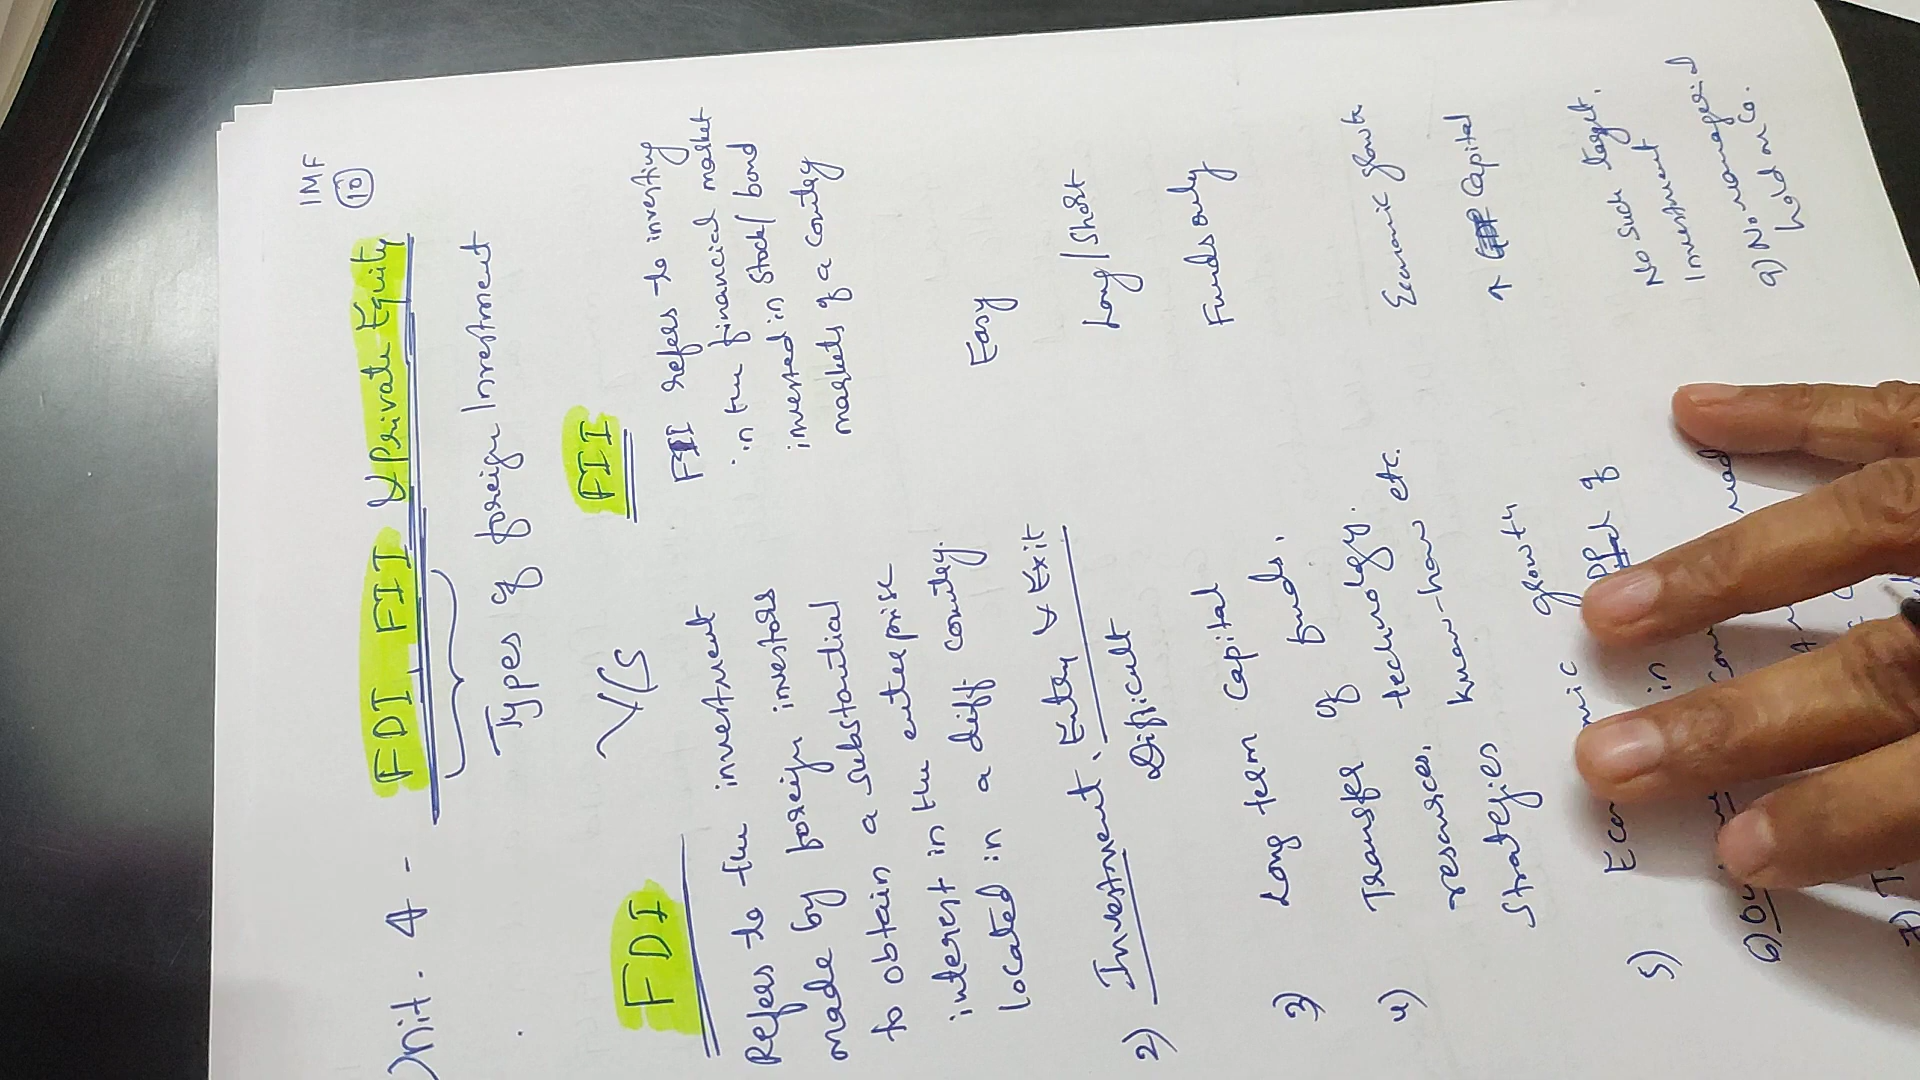 IMF
10
Unit. 4 - FDI, FII & Private Equity
Types of foreign Investment
FDI V/s FII
Refers to the investment
made by foreign investors
to obtain a substantial
interest in the enterprise
located in a diff country.
FII refers to investing
in the financial market
invested in Stock/bond
markets of a country
2) Investment, Entry & Exit
Difficult
Easy
3) Long term Capital
Long/Short
4) Transfer of funds,
resources, technology.
Strategies know-how etc.
Funds only
5)
growth
in
Economic growth
↑ Capital
6)
No Such target.
Investment
9) No managerial
hold on Co.
7)